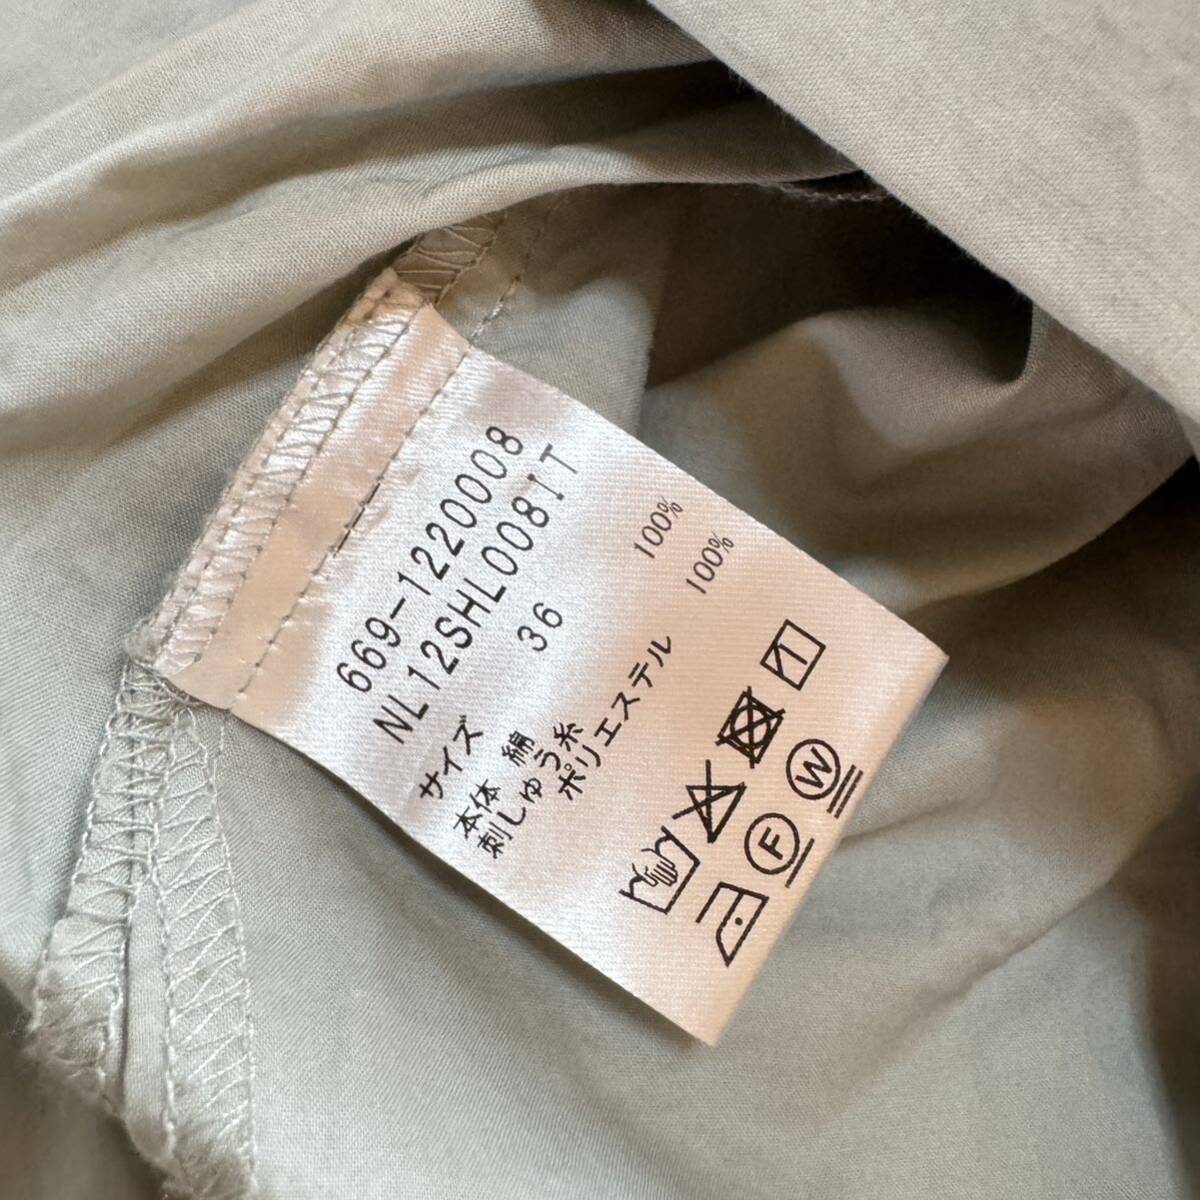 669-1220008
NL12SHL008IT
サイズ 36
本体 綿 100%
刺しゅう糸
ポリエステル 100%
W
F